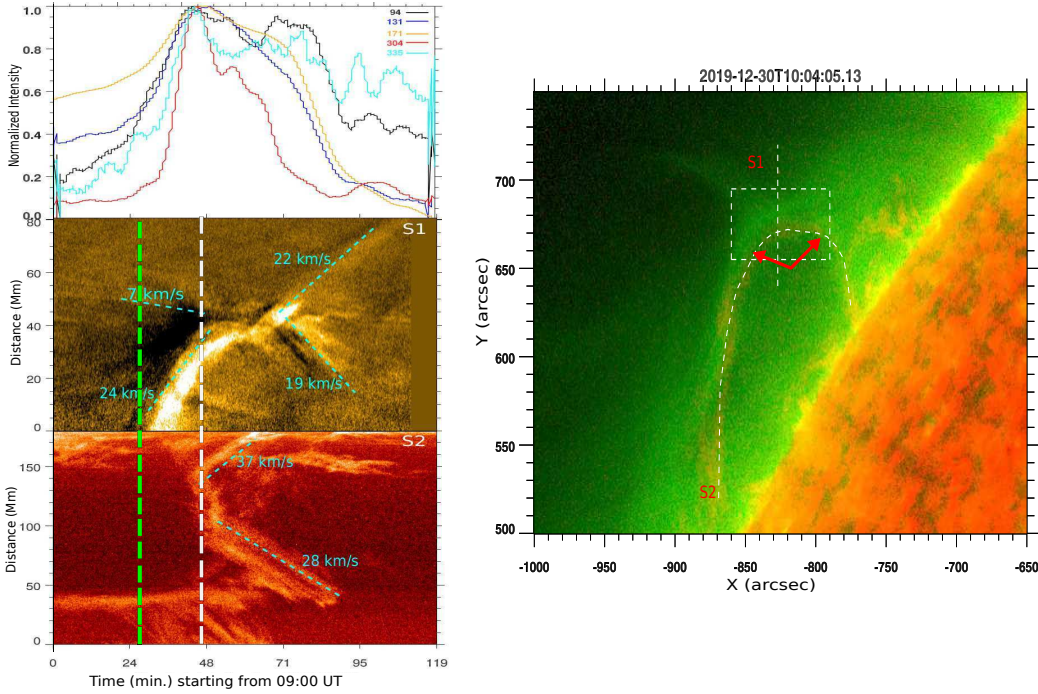 1.0
0.8
0.6
0.4
0.2
0.0
Normalized Intensity
94
131
171
304
335
80
60
40
20
0
Distance (Mm)
S1
22 km/s
7 km/s
24 km/s
19 km/s
150
100
50
0
Distance (Mm)
S2
37 km/s
28 km/s
0 24 48 71 95 119
Time (min.) starting from 09:00 UT
2019-12-30T10:04:05.13
700
650
600
550
500
Y (arcsec)
S1
S2
-1000 -950 -900 -850 -800 -750 -700 -650
X (arcsec)